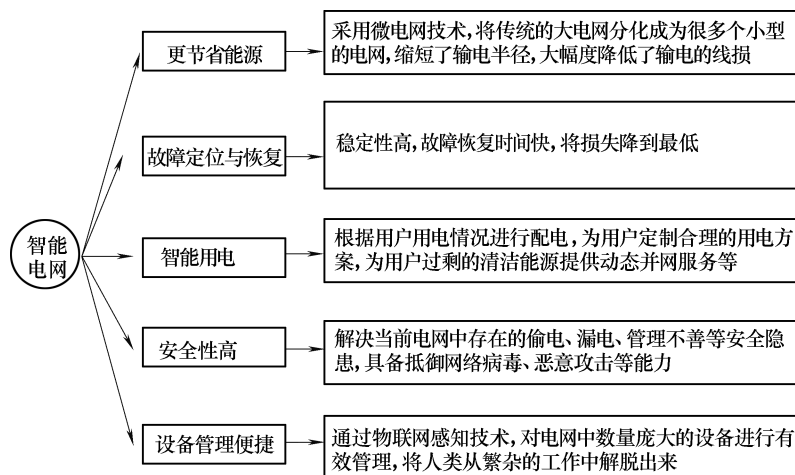 智能
电网
更节省能源
采用微电网技术，将传统的大电网分化成为很多个小型
的电网，缩短了输电半径，大幅度降低了输电的线损
故障定位与恢复
稳定性高，故障恢复时间快，将损失降到最低
智能用电
根据用户用电情况进行配电，为用户定制合理的用电方
案，为用户过剩的清洁能源提供动态并网服务等
安全性高
解决当前电网中存在的偷电、漏电、管理不善等安全隐
患，具备抵御网络病毒、恶意攻击等能力
设备管理便捷
通过物联网感知技术，对电网中数量庞大的设备进行有
效管理，将人类从繁杂的工作中解脱出来